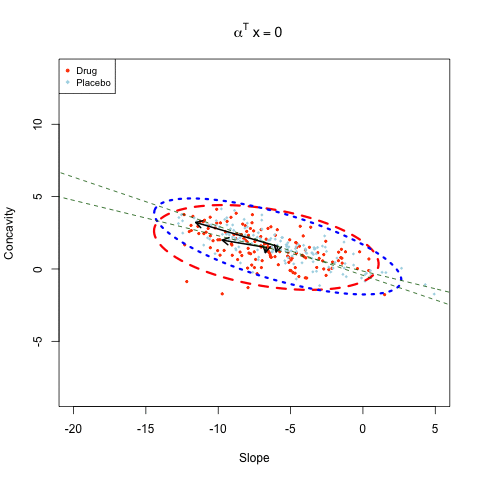 α^T x = 0
Drug
Placebo
10
5
0
-5
Concavity
-20 -15 -10 -5 0 5
Slope